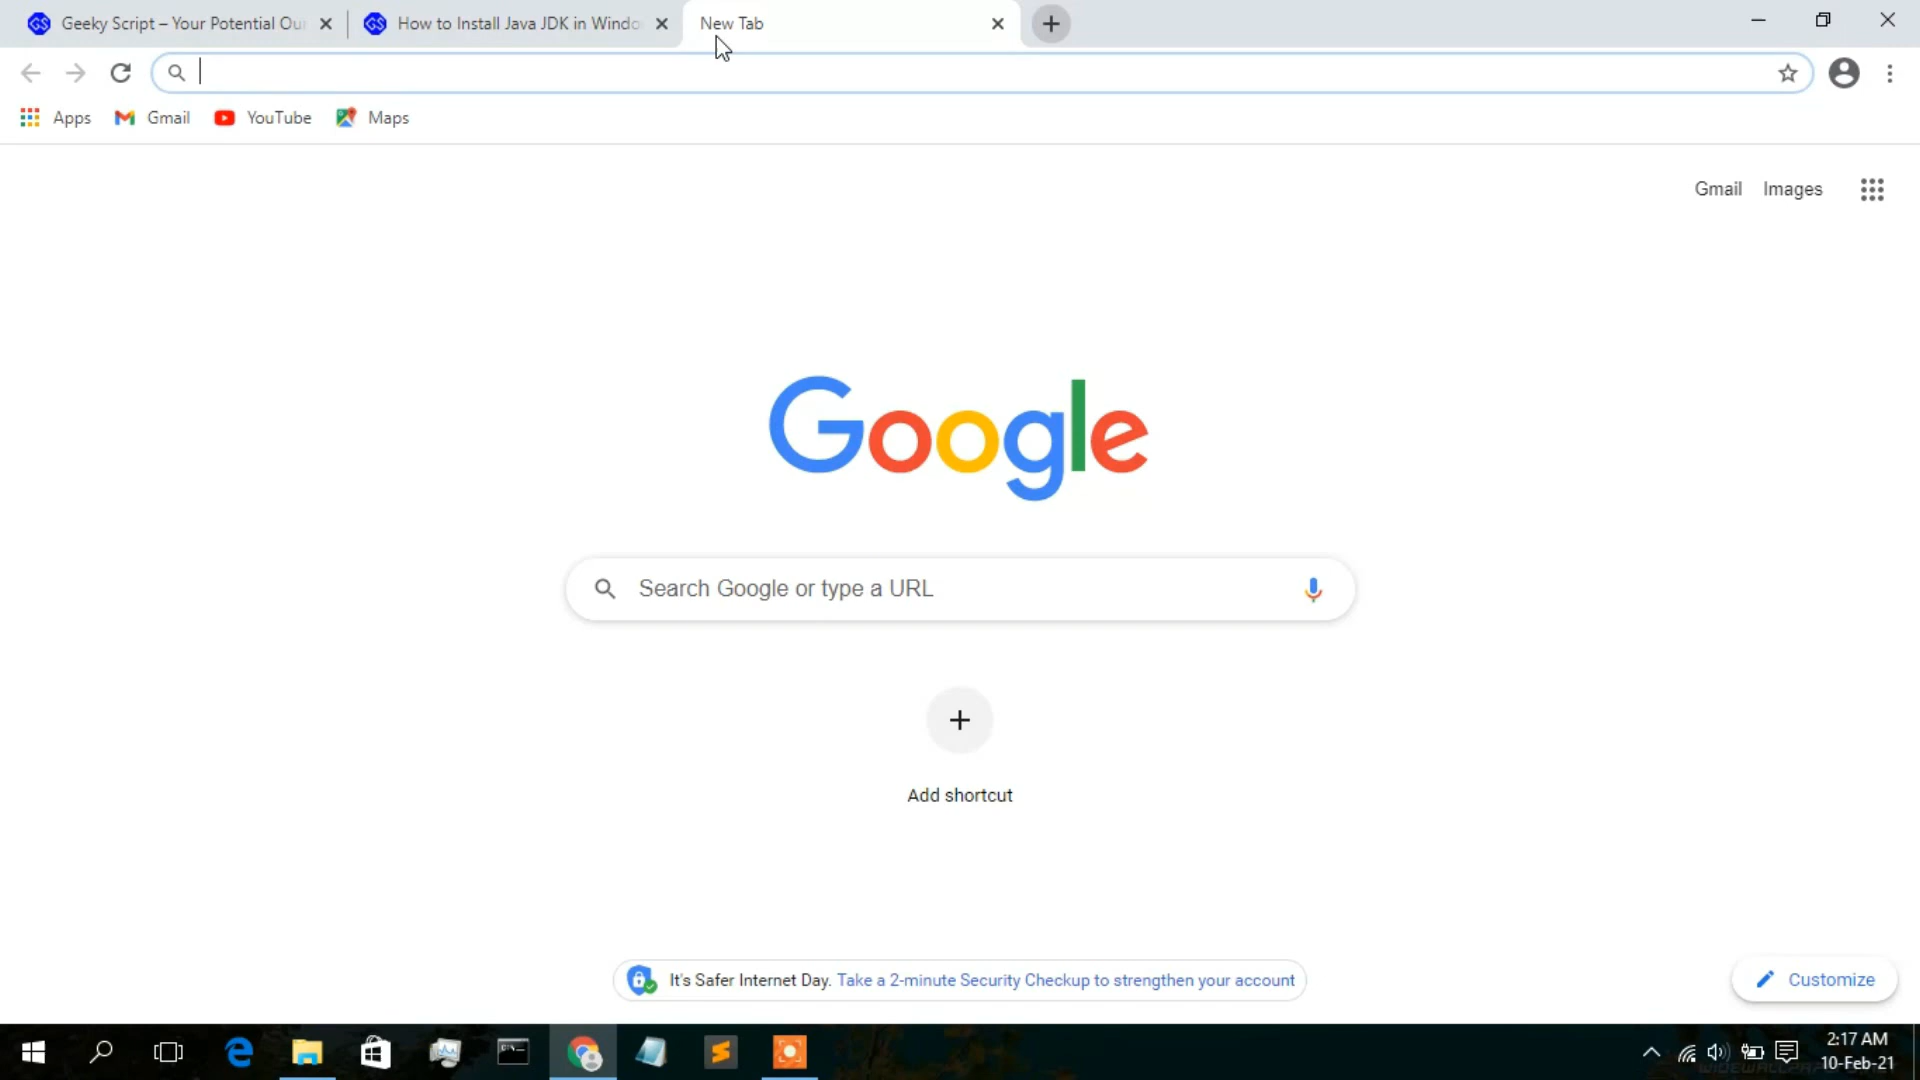 Geeky Script – Your Potential Our
How to Install Java JDK in Windo
New Tab
Apps
Gmail
YouTube
Maps
Gmail
Images
Google
Search Google or type a URL
Add shortcut
It's Safer Internet Day. Take a 2-minute Security Checkup to strengthen your account
Customize
2:17 AM
10-Feb-21